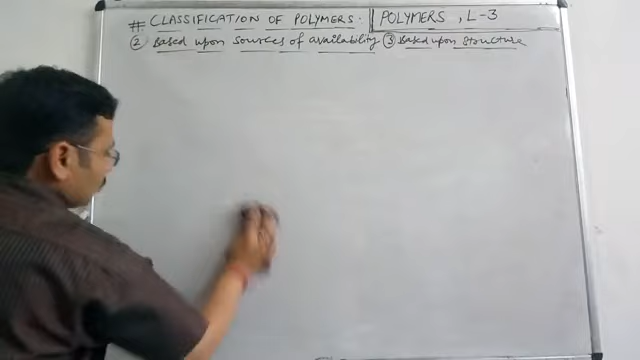 # CLASSIFICATION OF POLYMERS. POLYMERS, L-3
② Based upon sources of availability ③ Based upon structure